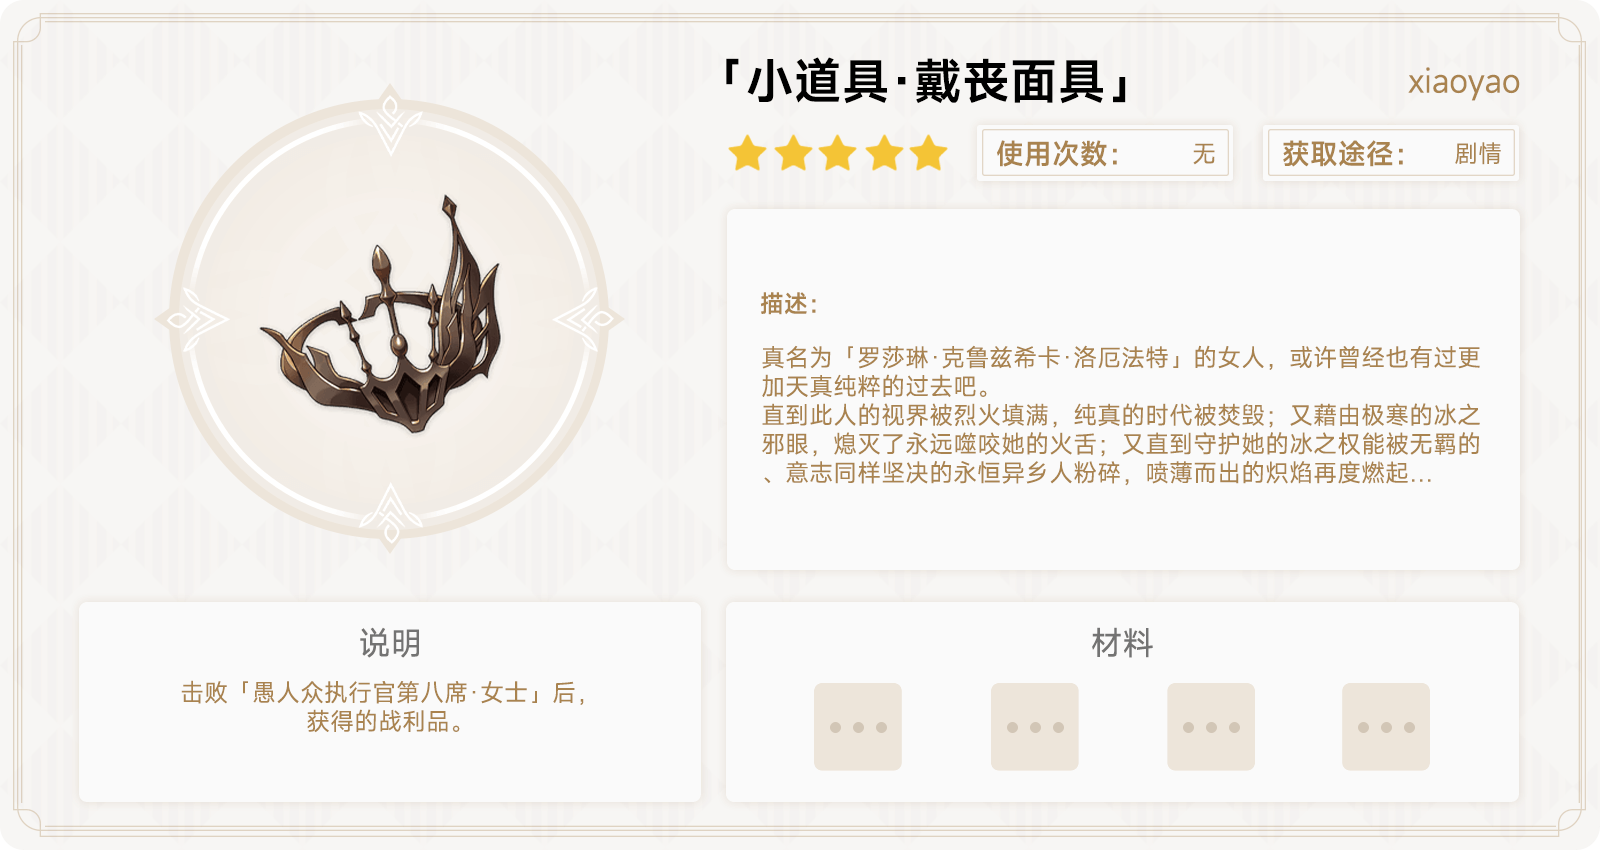 「小道具·戴丧面具」
xiaoyao
使用次数：
无
获取途径：
剧情
描述：
真名为「罗莎琳·克鲁兹希卡·洛厄法特」的女人，或许曾经也有过更
加天真纯粹的过去吧。
直到此人的视界被烈火填满，纯真的时代被焚毁；又藉由极寒的冰之
邪眼，熄灭了永远噬咬她的火舌；又直到守护她的冰之权能被无羁的
、意志同样坚决的永恒异乡人粉碎，喷薄而出的炽焰再度燃起...
说明
击败「愚人众执行官第八席·女士」后，
获得的战利品。
材料